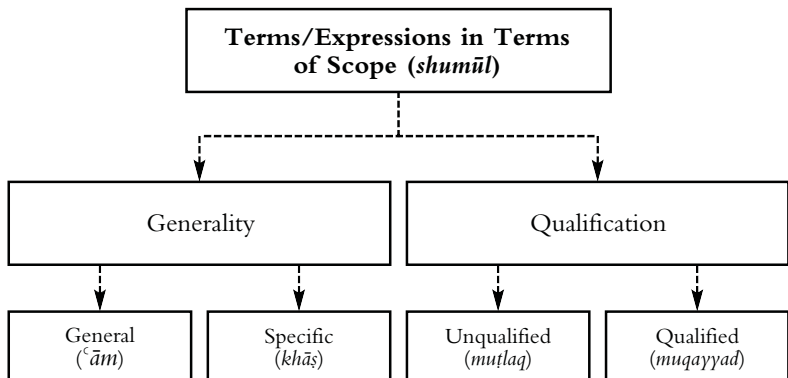 Terms/Expressions in Terms
of Scope (shumūl)
Generality
Qualification
General
(ʿām)
Specific
(khāṣ)
Unqualified
(muṭlaq)
Qualified
(muqayyad)